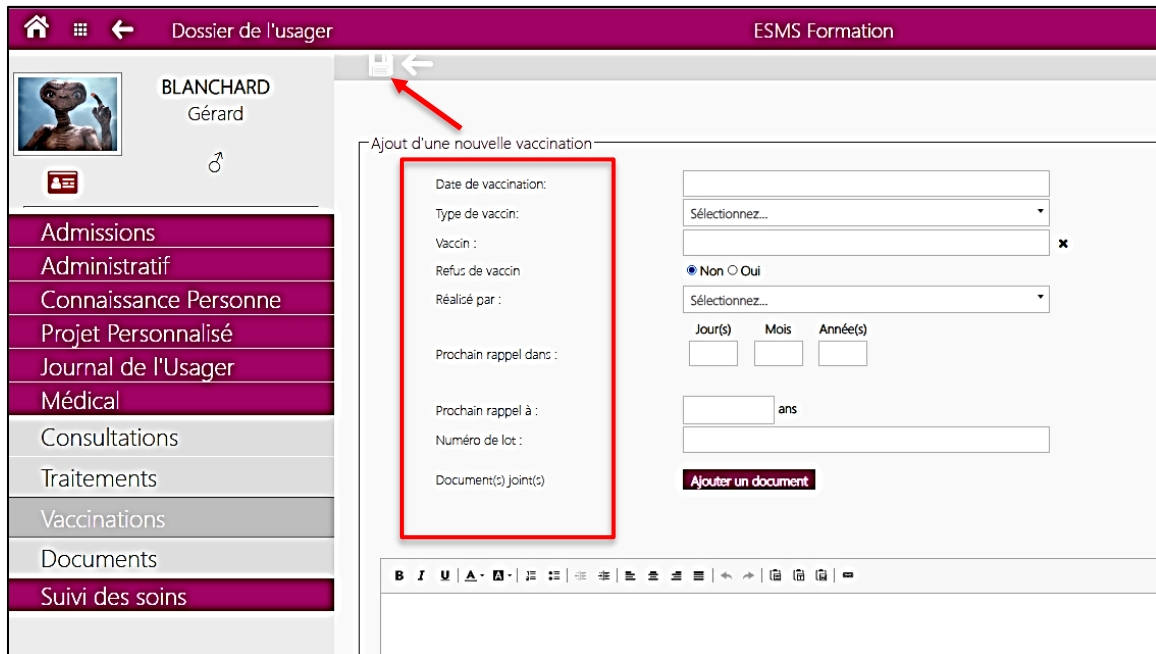 Dossier de l'usager
ESMS Formation
BLANCHARD
Gérard
Admissions
Administratif
Connaissance Personne
Projet Personnalisé
Journal de l'Usager
Médical
Consultations
Traitements
Vaccinations
Documents
Suivi des soins
Ajout d'une nouvelle vaccination
Date de vaccination:
Type de vaccin: Sélectionnez...
Vaccin :
Refus de vaccin Non Oui
Réalisé par : Sélectionnez...
Jour(s) Mois Année(s)
Prochain rappel dans :
Prochain rappel à : ans
Numéro de lot :
Document(s) joint(s) Ajouter un document
B I U A A